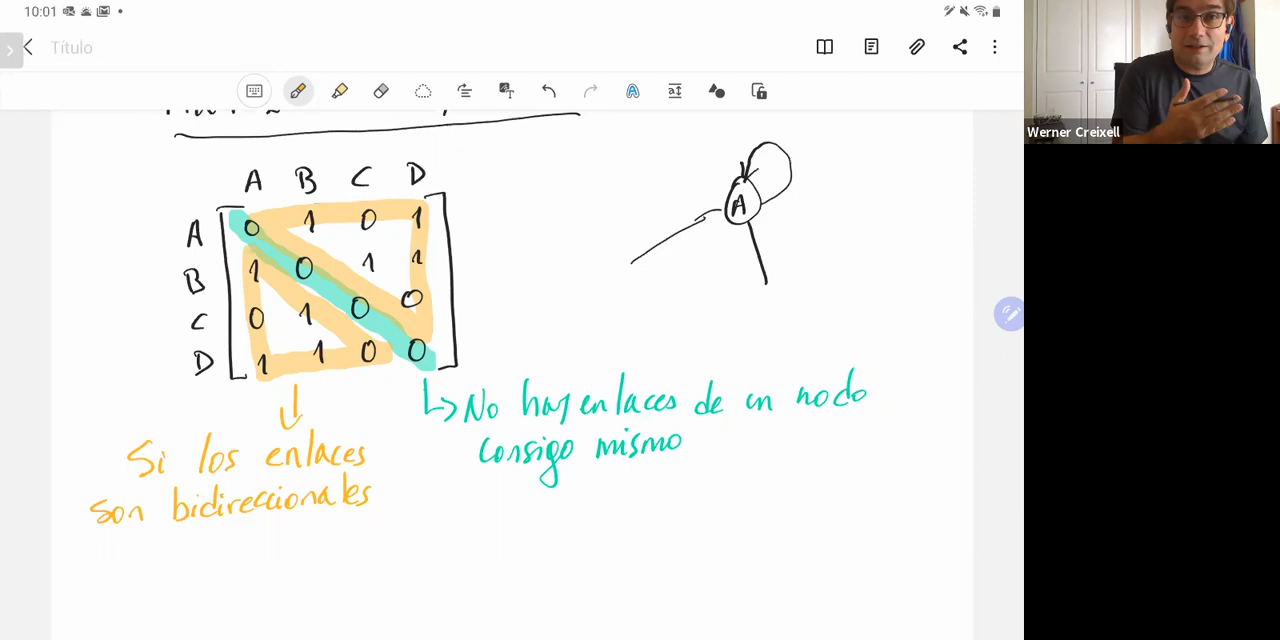 10:01
Título
Werner Creixell
A B C D
A 0 1 0 1
B 1 0 1 1
C 0 1 0 0
D 1 1 0 0
A
No hay enlaces de un nodo
consigo mismo
Si los enlaces
son bidireccionales